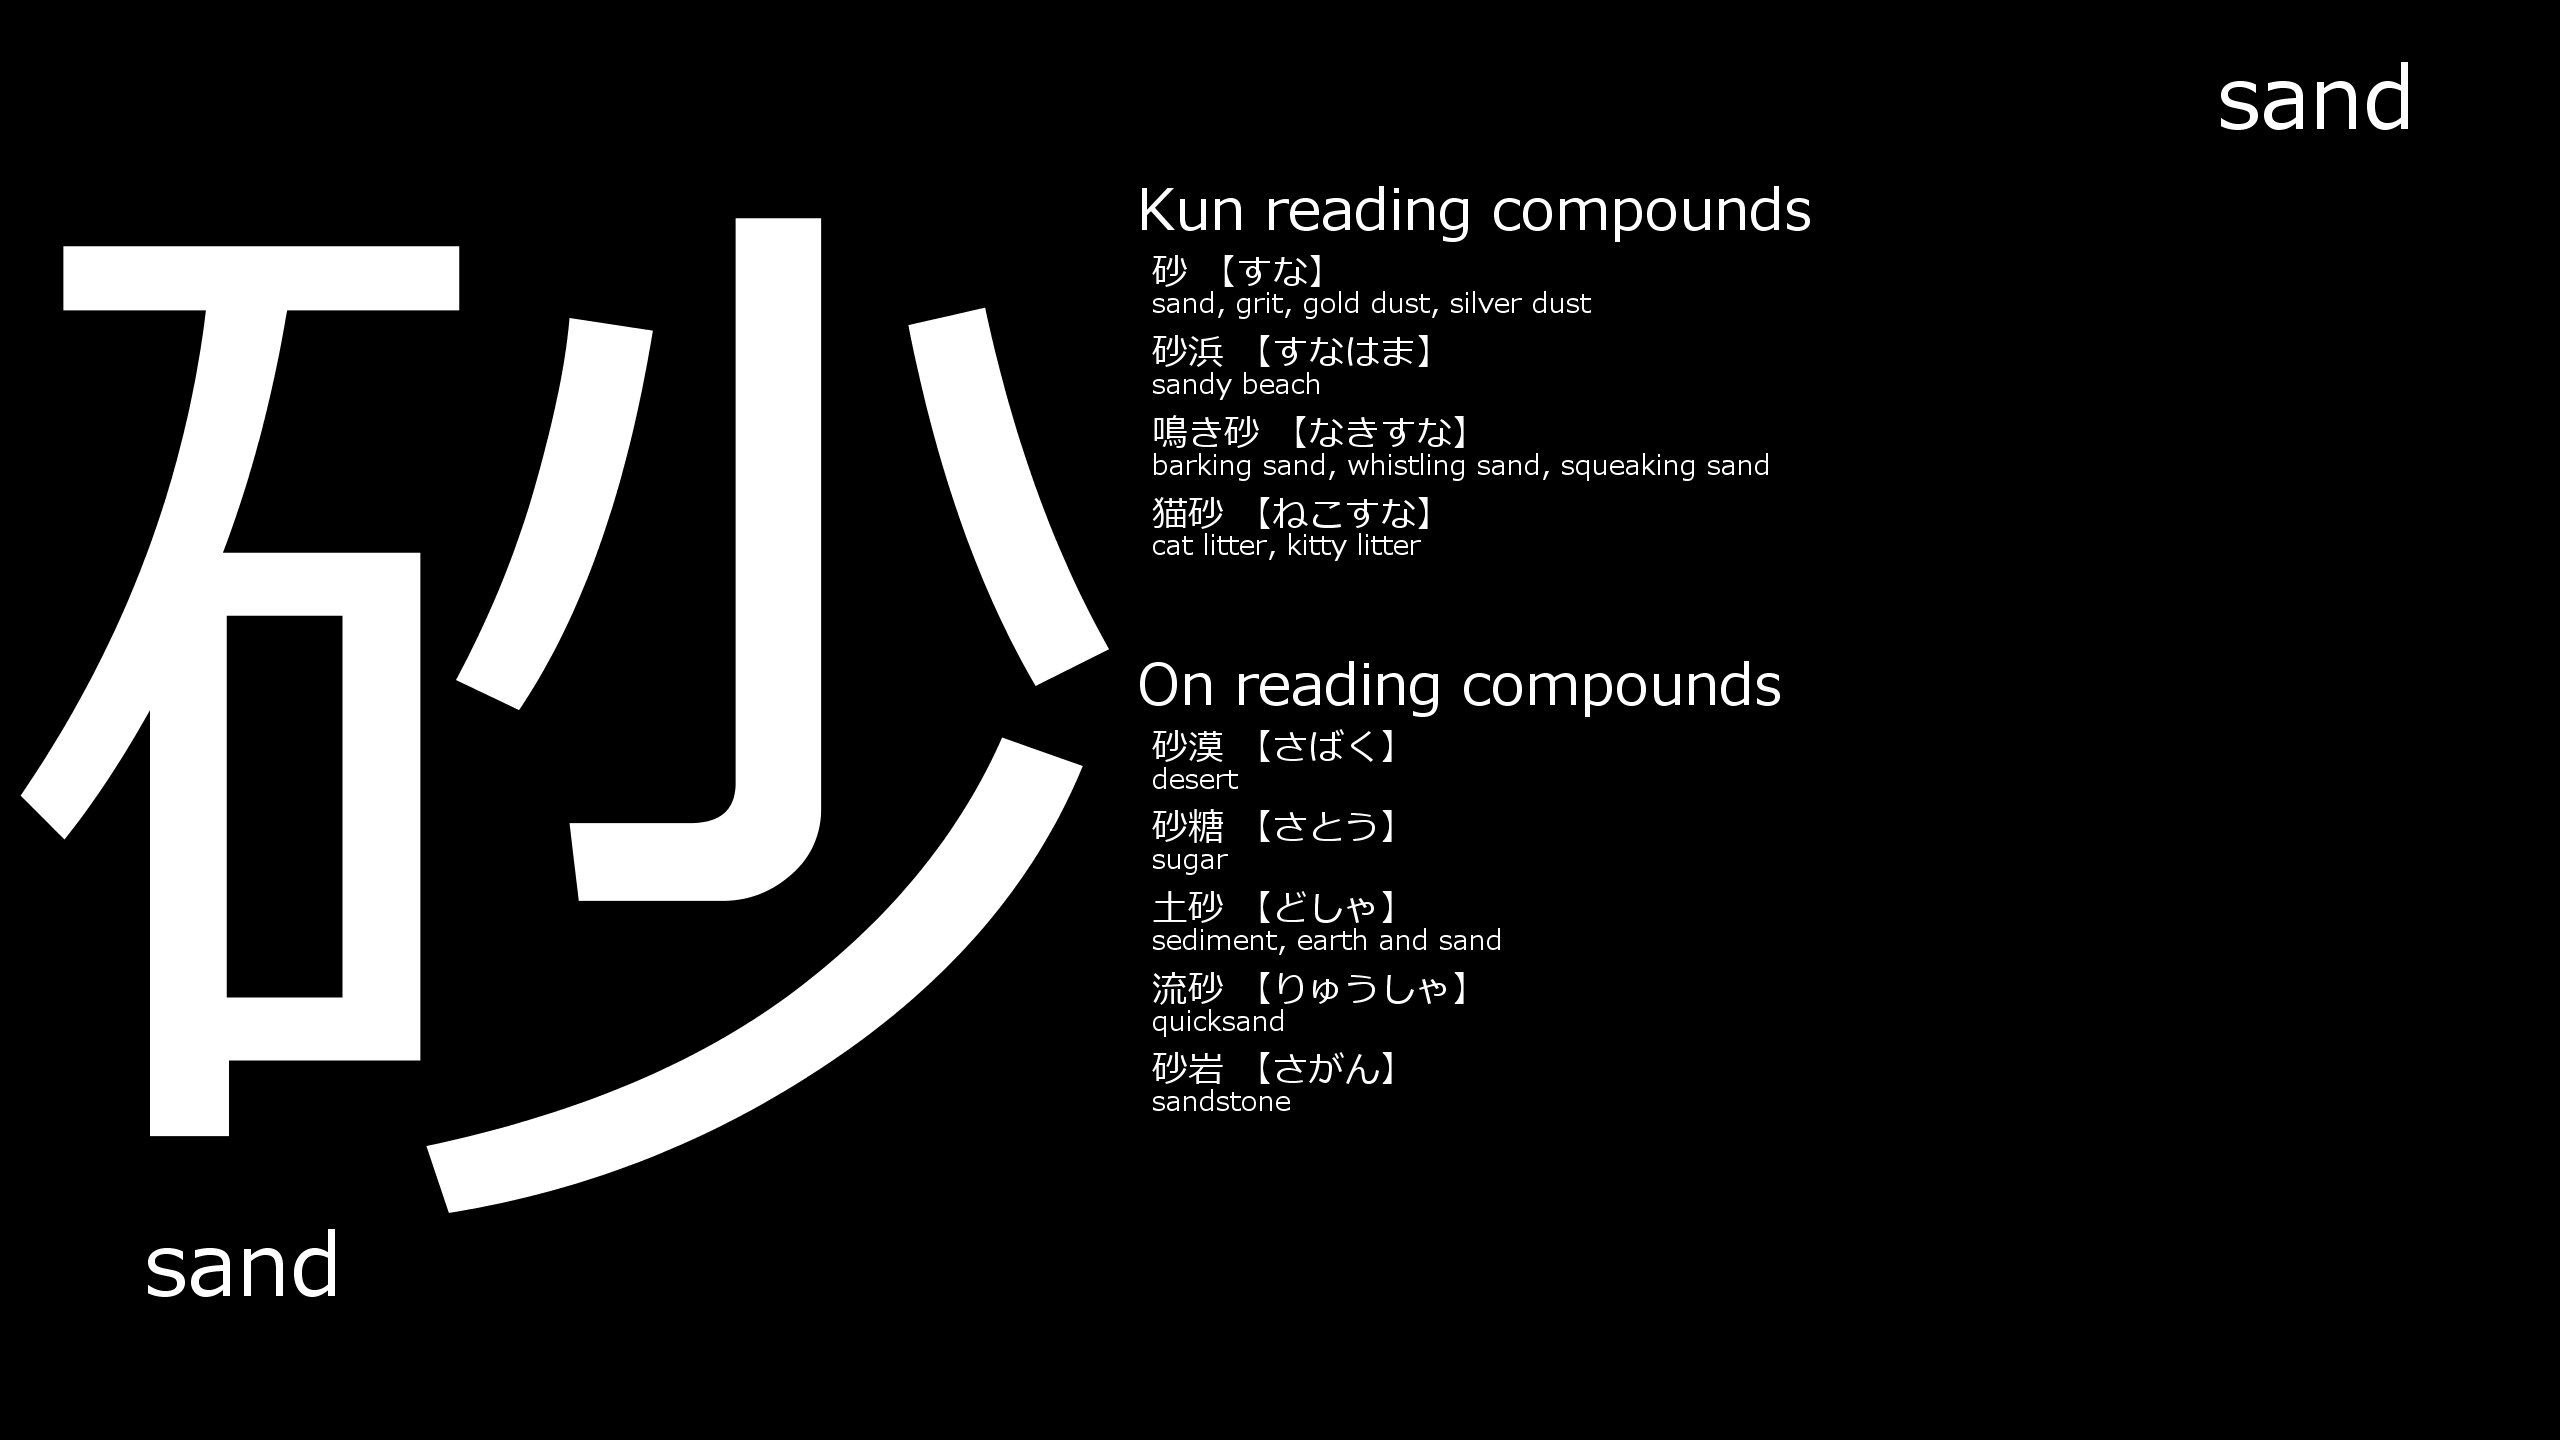 sand
砂
sand
Kun reading compounds
砂 【すな】
sand, grit, gold dust, silver dust
砂浜 【すなはま】
sandy beach
鳴き砂 【なきすな】
barking sand, whistling sand, squeaking sand
猫砂 【ねこすな】
cat litter, kitty litter
On reading compounds
砂漠 【さばく】
desert
砂糖 【さとう】
sugar
土砂 【どしゃ】
sediment, earth and sand
流砂 【りゅうしゃ】
quicksand
砂岩 【さがん】
sandstone